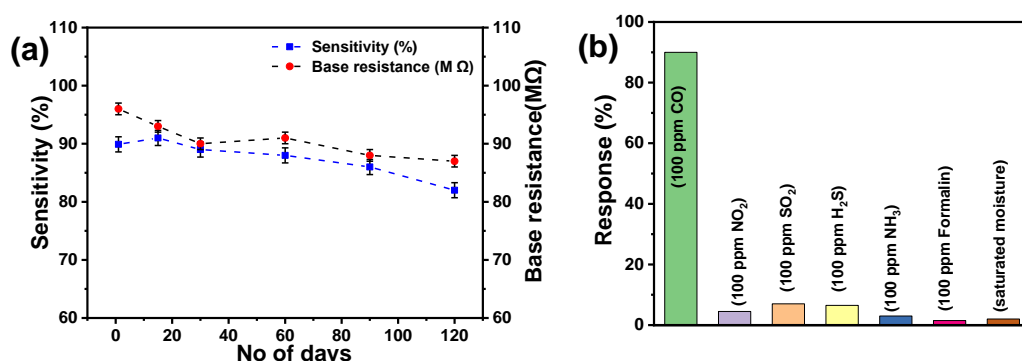 (a)
Sensitivity (%)
110
100
90
80
70
60
Sensitivity (%)
Base resistance (M Ω)
110
100
90
80
70
60
Base resistance(MΩ)
0 20 40 60 80 100 120
No of days
(b)
Response (%)
100
80
60
40
20
0
(100 ppm CO)
(100 ppm NO₂)
(100 ppm SO₂)
(100 ppm H₂S)
(100 ppm NH₃)
(100 ppm Formalin)
(saturated moisture)